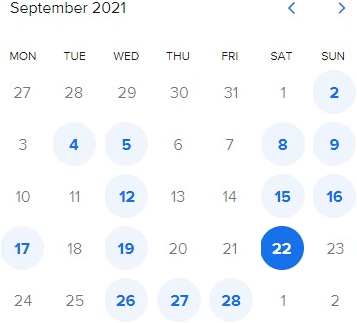 September 2021
MON TUE WED THU FRI SAT SUN
27 28 29 30 31 1 2
3 4 5 6 7 8 9
10 11 12 13 14 15 16
17 18 19 20 21 22 23
24 25 26 27 28 1 2